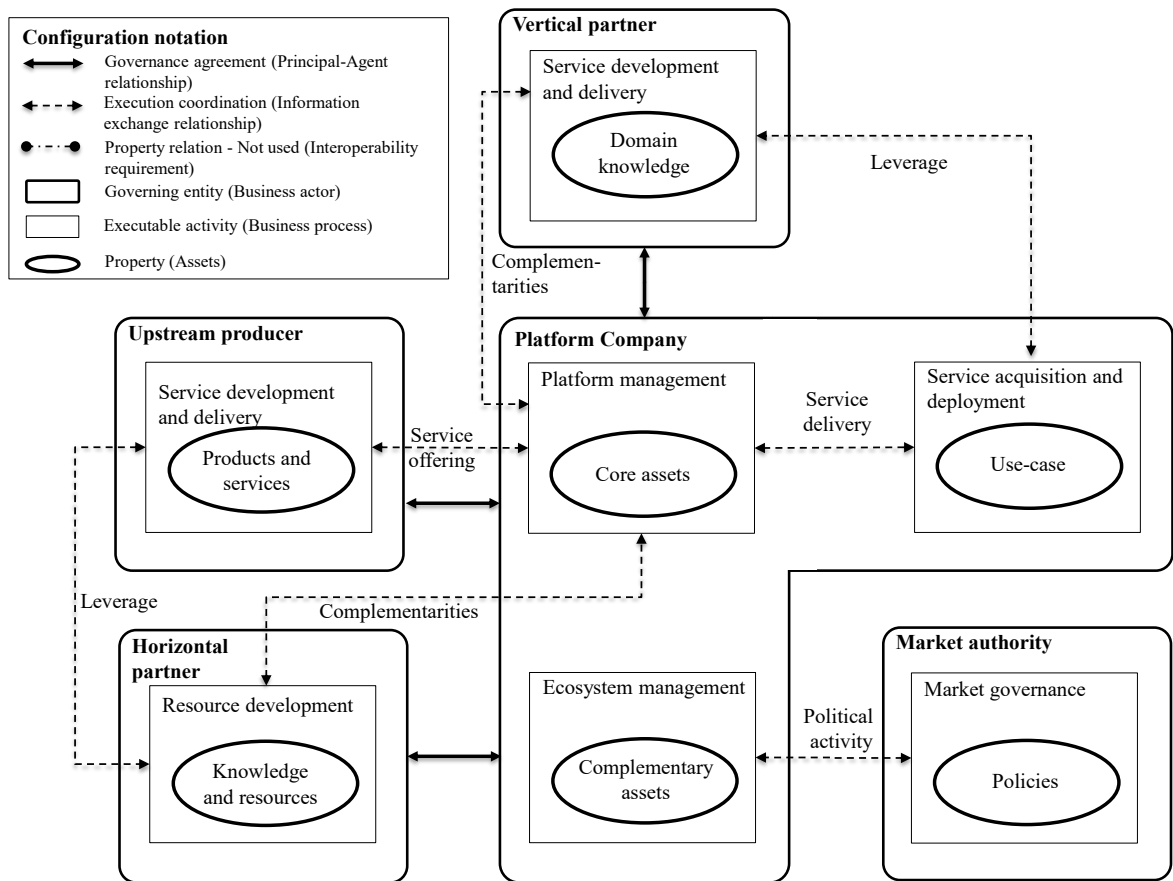 Configuration notation
Governance agreement (Principal-Agent
relationship)
Execution coordination (Information
exchange relationship)
Property relation - Not used (Interoperability
requirement)
Governing entity (Business actor)
Executable activity (Business process)
Property (Assets)
Vertical partner
Service development
and delivery
Domain
knowledge
Leverage
Complemen-
tarities
Upstream producer
Service development
and delivery
Products and
services
Service
offering
Platform Company
Platform management
Core assets
Service
delivery
Service acquisition and
deployment
Use-case
Leverage
Complementarities
Horizontal
partner
Resource development
Knowledge
and resources
Ecosystem management
Complementary
assets
Political
activity
Market authority
Market governance
Policies